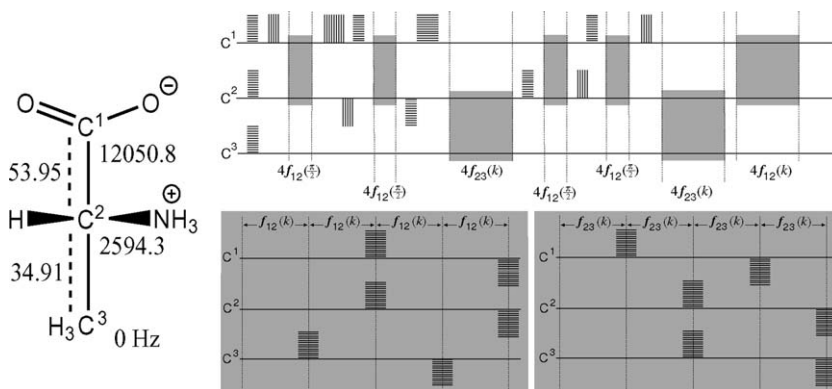 O
O⊖
C¹
53.95
12050.8
H
C²
⊕
NH₃
34.91
2594.3
H₃C³
0 Hz
C¹
C²
C³
4f₁₂(π/2)
4f₁₂(π/2)
4f₂₃(k)
4f₁₂(π/2)
4f₁₂(π/2)
4f₂₃(k)
4f₁₂(k)
f₁₂(k) f₁₂(k) f₁₂(k) f₁₂(k)
C¹
C²
C³
f₂₃(k) f₂₃(k) f₂₃(k) f₂₃(k)
C¹
C²
C³